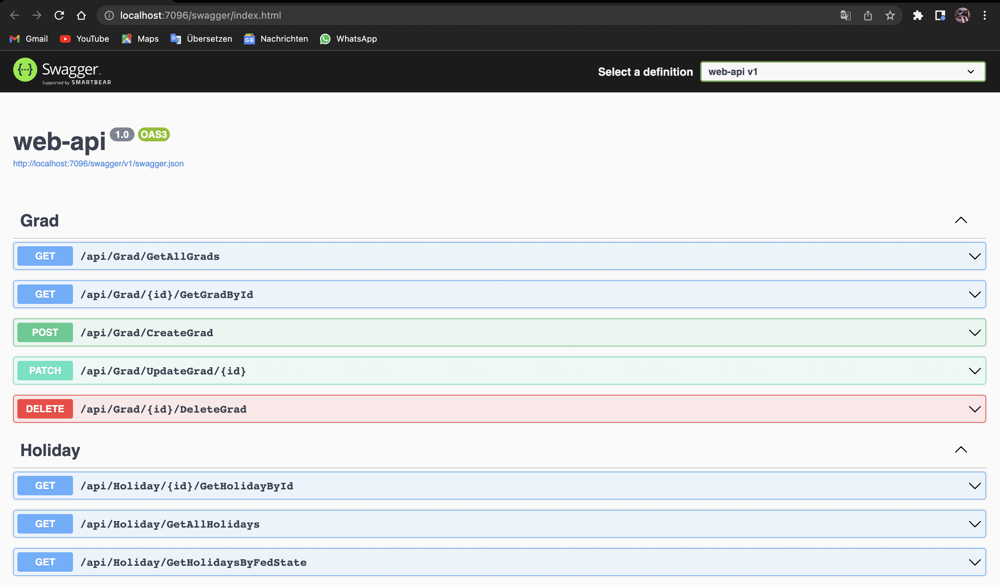 localhost:7096/swagger/index.html
Gmail YouTube Maps Übersetzen Nachrichten WhatsApp
{...} Swagger™
Supported by SMARTBEAR
Select a definition web-api v1
web-api 1.0 OAS3
http://localhost:7096/swagger/v1/swagger.json
Grad
GET /api/Grad/GetAllGrads
GET /api/Grad/{id}/GetGradById
POST /api/Grad/CreateGrad
PATCH /api/Grad/UpdateGrad/{id}
DELETE /api/Grad/{id}/DeleteGrad
Holiday
GET /api/Holiday/{id}/GetHolidayById
GET /api/Holiday/GetAllHolidays
GET /api/Holiday/GetHolidaysByFedState